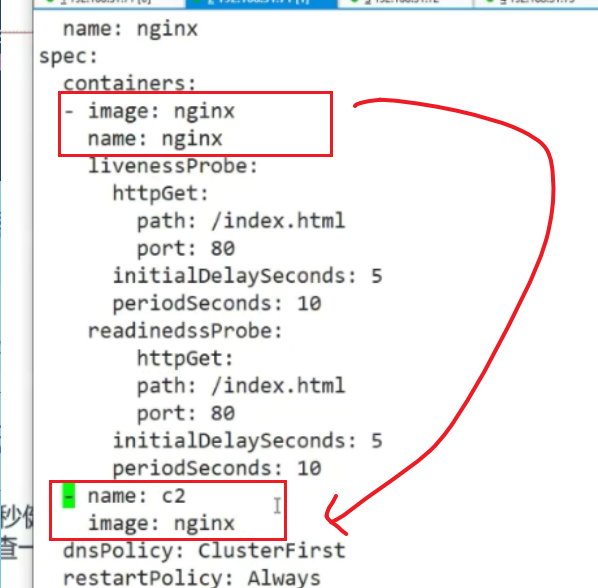 name: nginx
spec:
  containers:
  - image: nginx
    name: nginx
    livenessProbe:
      httpGet:
        path: /index.html
        port: 80
      initialDelaySeconds: 5
      periodSeconds: 10
    readinedssProbe:
        httpGet:
        path: /index.html
        port: 80
      initialDelaySeconds: 5
      periodSeconds: 10
  - name: c2
    image: nginx
  dnsPolicy: ClusterFirst
  restartPolicy: Always
秒
查一